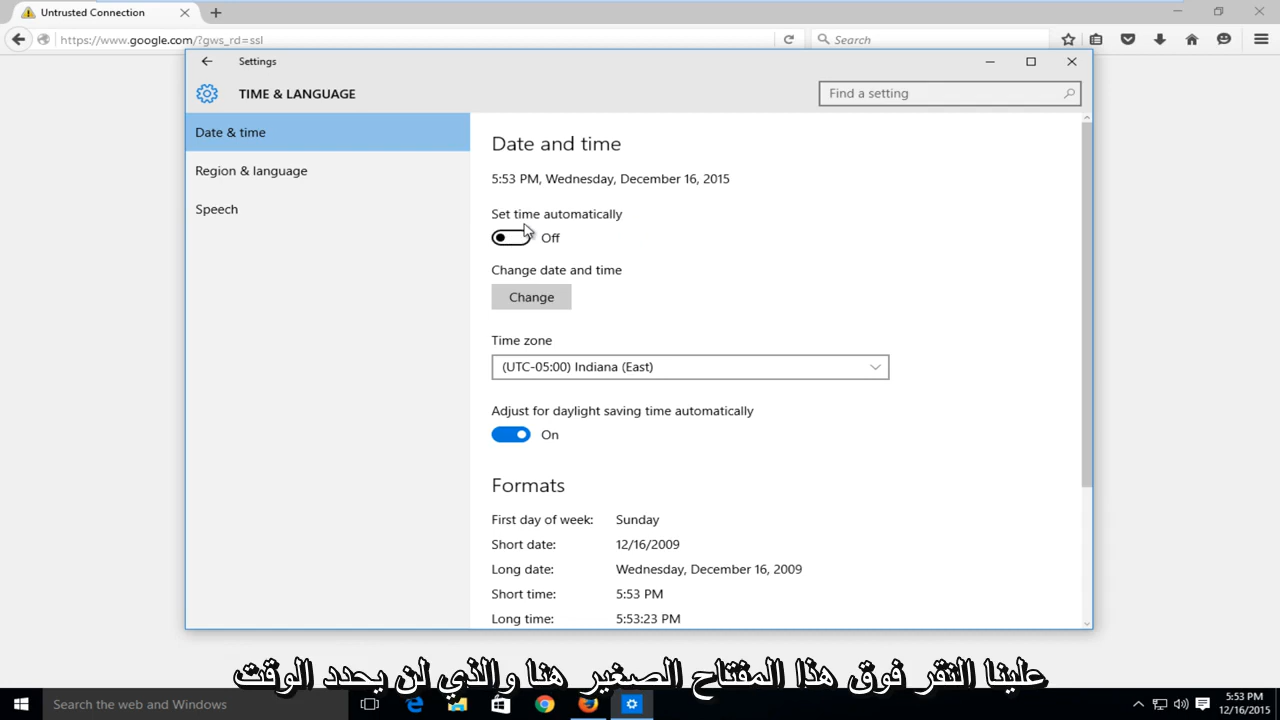 Untrusted Connection
https://www.google.com/?gws_rd=ssl
Search
Settings
TIME & LANGUAGE
Find a setting
Date & time
Region & language
Speech
Date and time
5:53 PM, Wednesday, December 16, 2015
Set time automatically
Off
Change date and time
Change
Time zone
(UTC-05:00) Indiana (East)
Adjust for daylight saving time automatically
On
Formats
First day of week: Sunday
Short date: 12/16/2009
Long date: Wednesday, December 16, 2009
Short time: 5:53 PM
Long time: 5:53:23 PM
علينا النقر فوق هذا المفتاح الصغير هنا والذي لن يحدد الوقت
Search the web and Windows
5:53 PM
12/16/2015